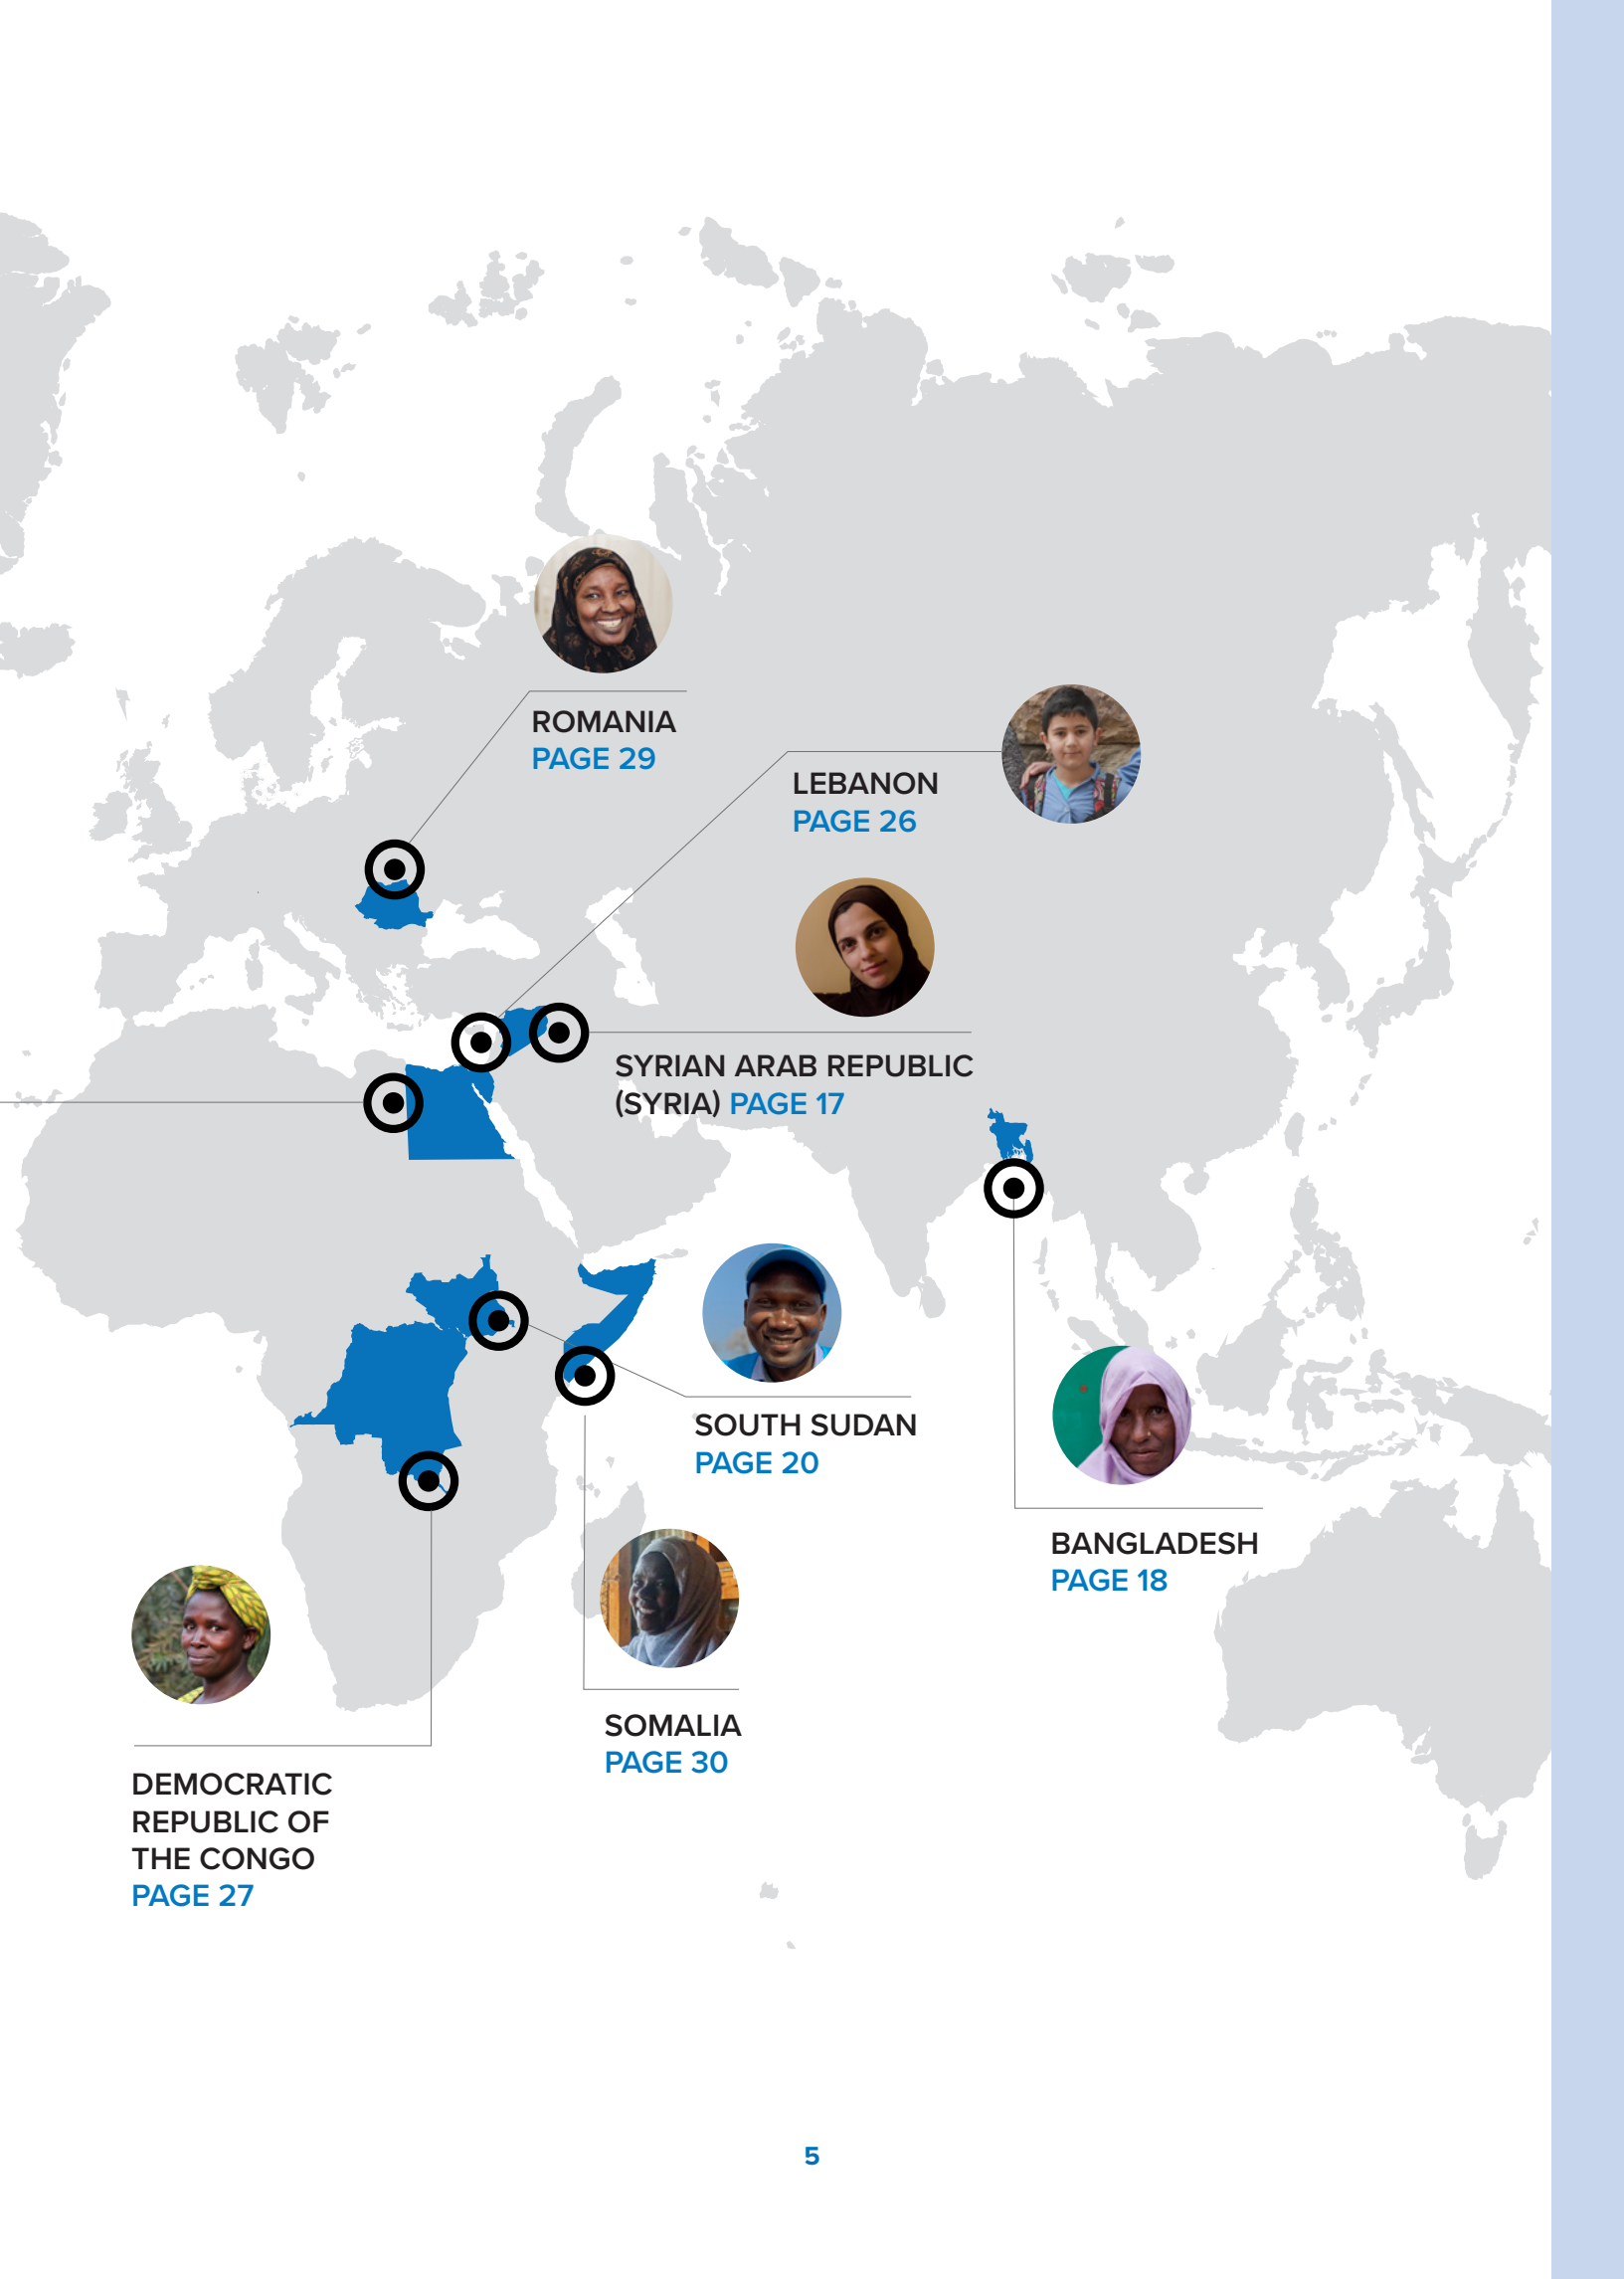 ROMANIA
PAGE 29
LEBANON
PAGE 26
SYRIAN ARAB REPUBLIC
(SYRIA) PAGE 17
SOUTH SUDAN
PAGE 20
BANGLADESH
PAGE 18
SOMALIA
PAGE 30
DEMOCRATIC
REPUBLIC OF
THE CONGO
PAGE 27
5